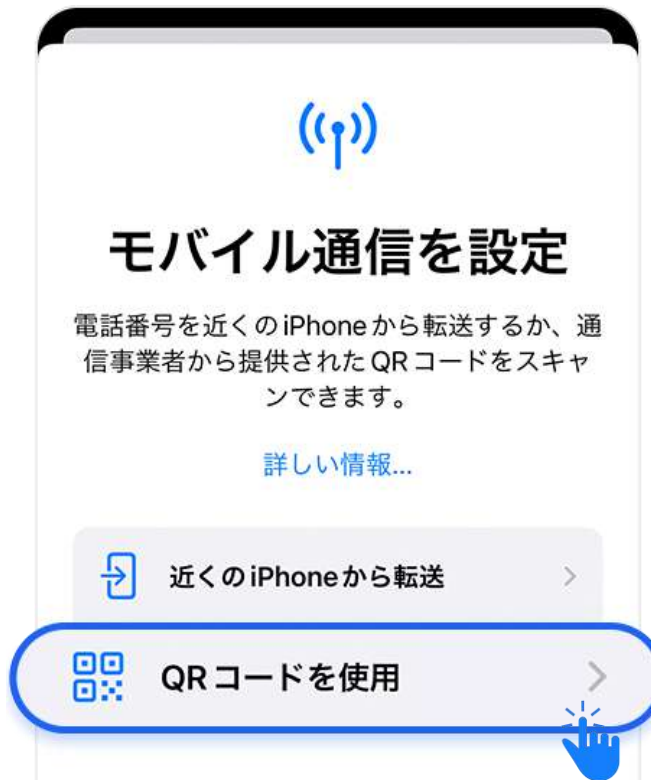 モバイル通信を設定
電話番号を近くのiPhoneから転送するか、通
信事業者から提供されたQRコードをスキャ
ンできます。
詳しい情報...
近くのiPhoneから転送
QRコードを使用